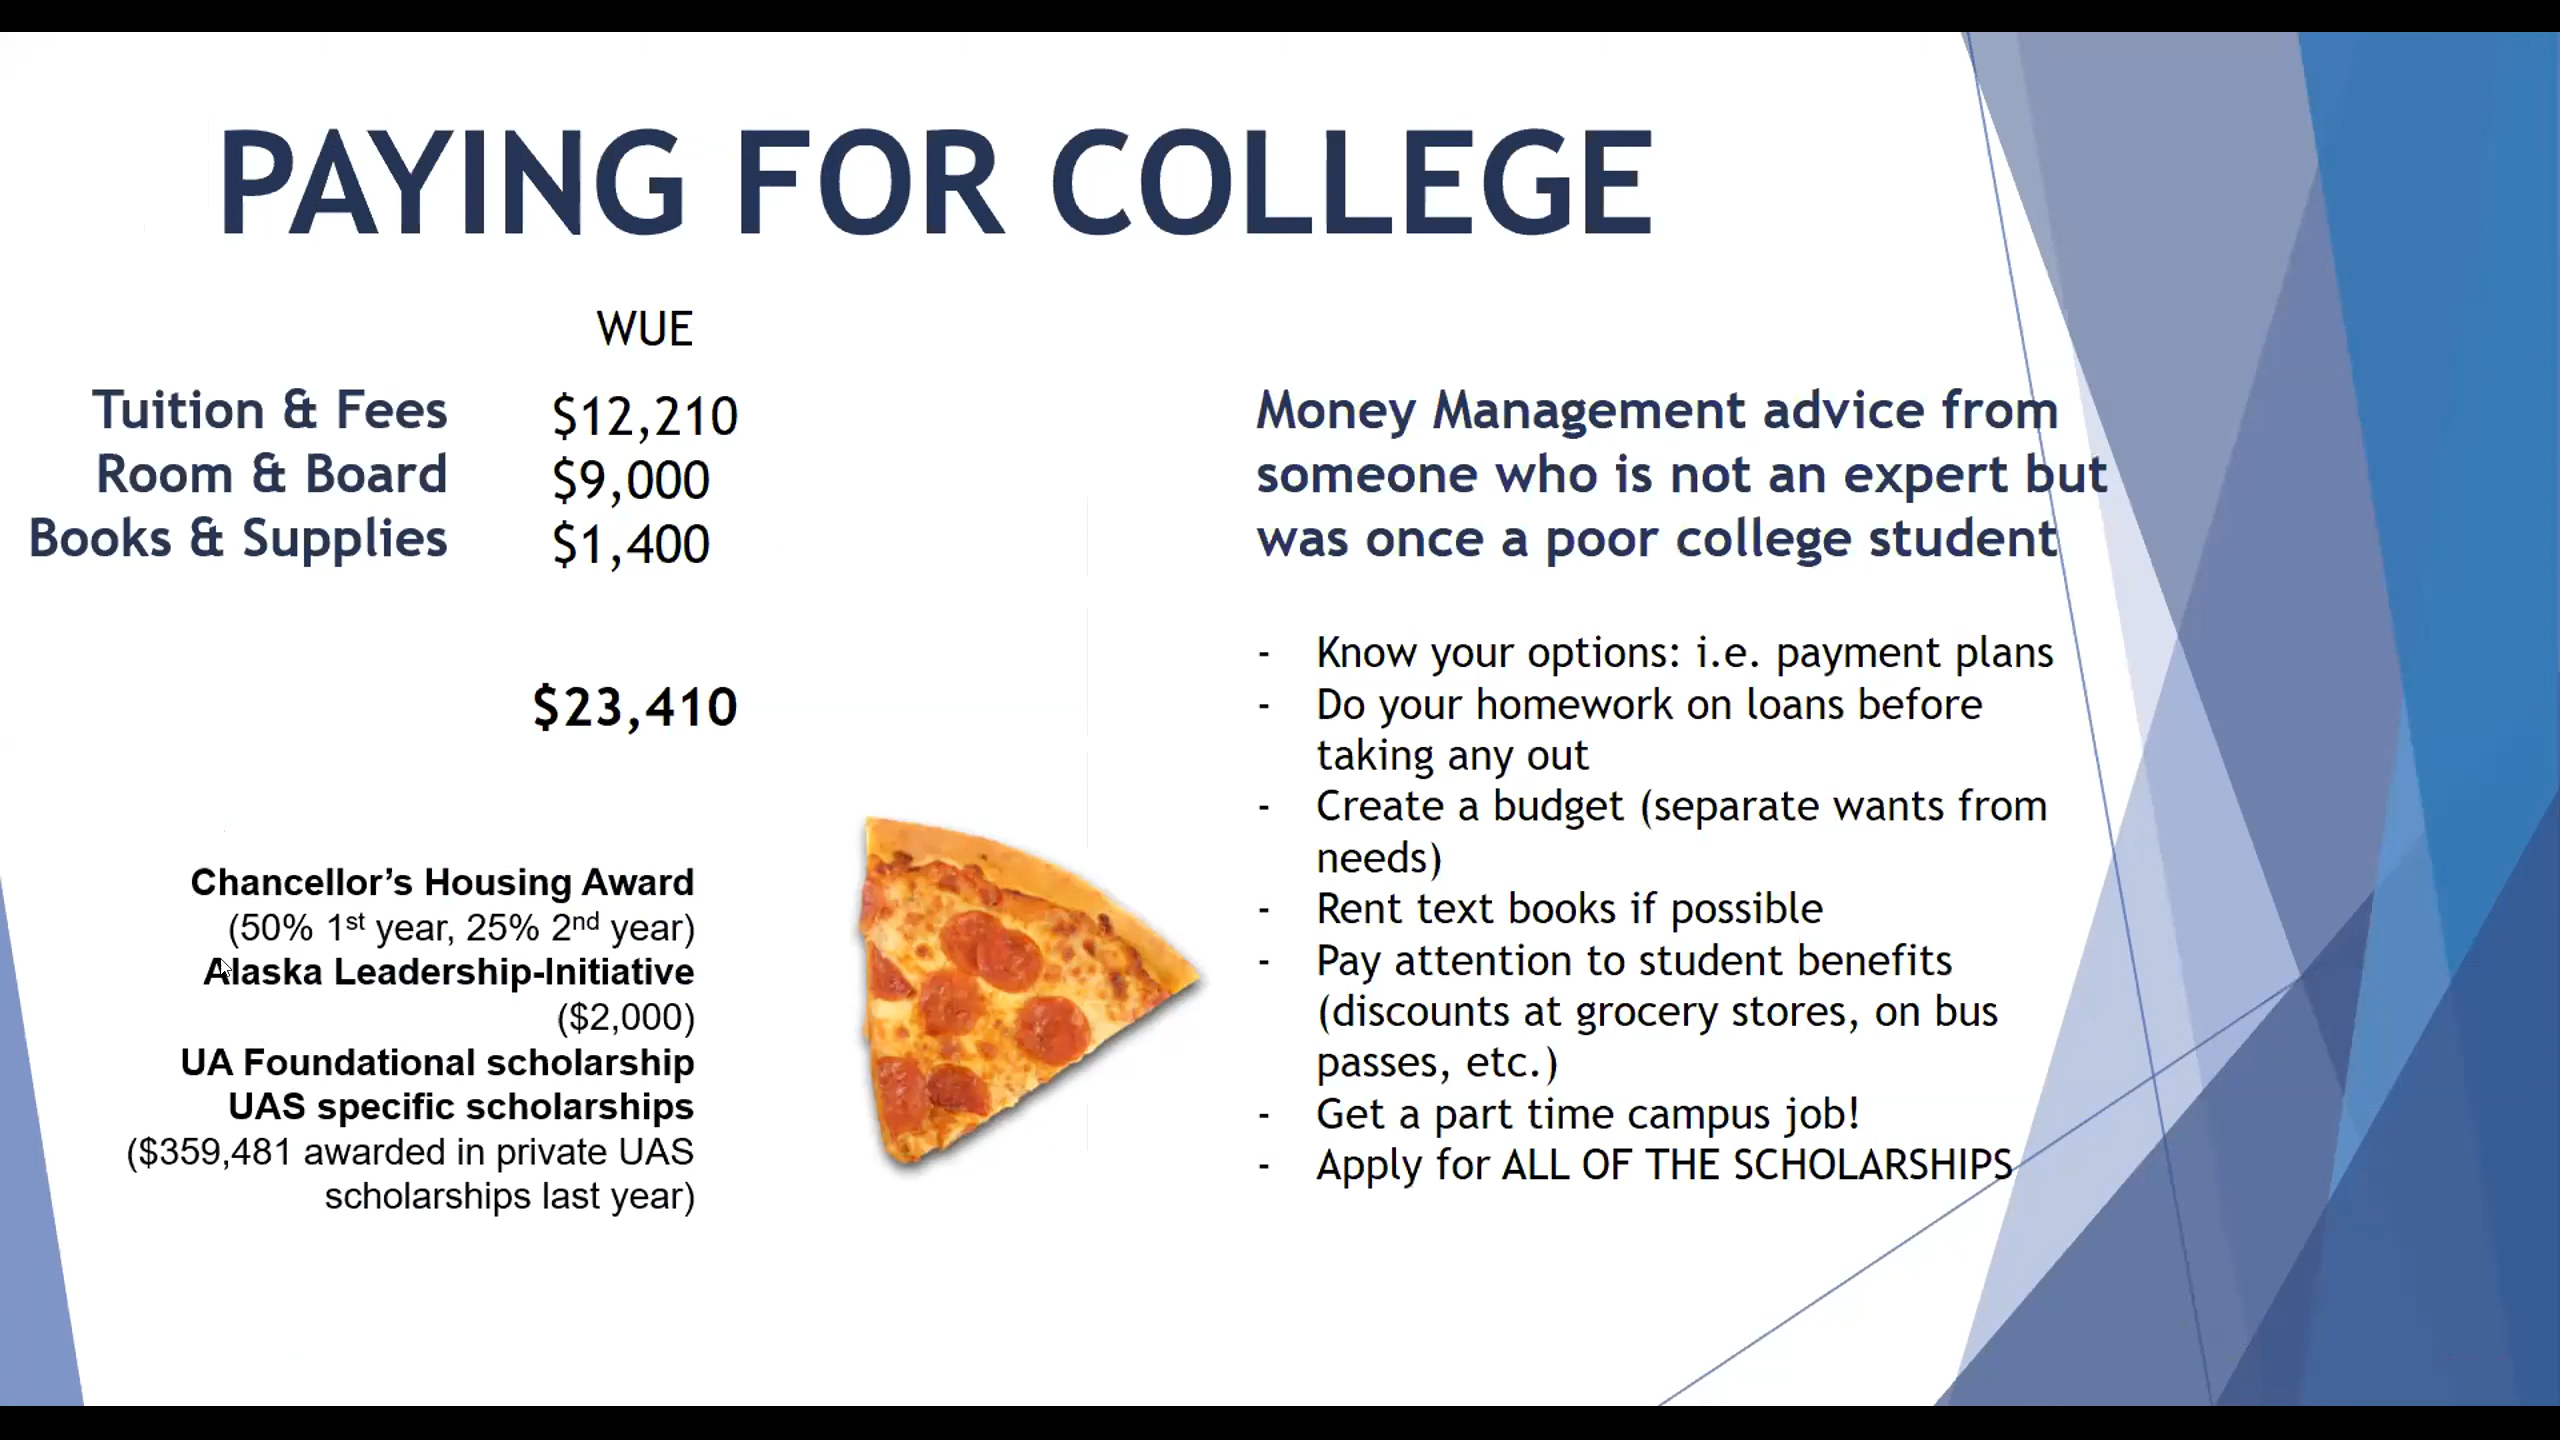 PAYING FOR COLLEGE
WUE
Tuition & Fees $12,210
Room & Board $9,000
Books & Supplies $1,400
$23,410
Chancellor’s Housing Award
(50% 1st year, 25% 2nd year)
Alaska Leadership-Initiative
($2,000)
UA Foundational scholarship
UAS specific scholarships
($359,481 awarded in private UAS
scholarships last year)
Money Management advice from
someone who is not an expert but
was once a poor college student
- Know your options: i.e. payment plans
- Do your homework on loans before
taking any out
- Create a budget (separate wants from
needs)
- Rent text books if possible
- Pay attention to student benefits
(discounts at grocery stores, on bus
passes, etc.)
- Get a part time campus job!
- Apply for ALL OF THE SCHOLARSHIPS